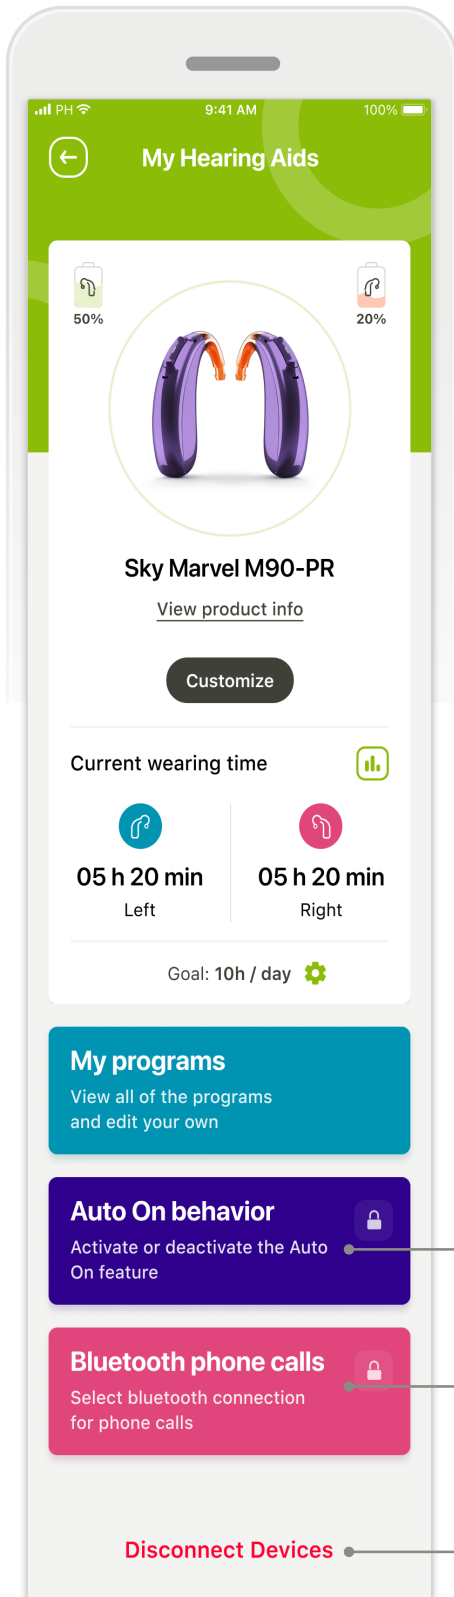 PH 9:41 AM 100%
My Hearing Aids
50% 20%
Sky Marvel M90-PR
View product info
Customize
Current wearing time
05 h 20 min 05 h 20 min
Left Right
Goal: 10h / day
My programs
View all of the programs
and edit your own
Auto On behavior
Activate or deactivate the Auto
On feature
Bluetooth phone calls
Select bluetooth connection
for phone calls
Disconnect Devices